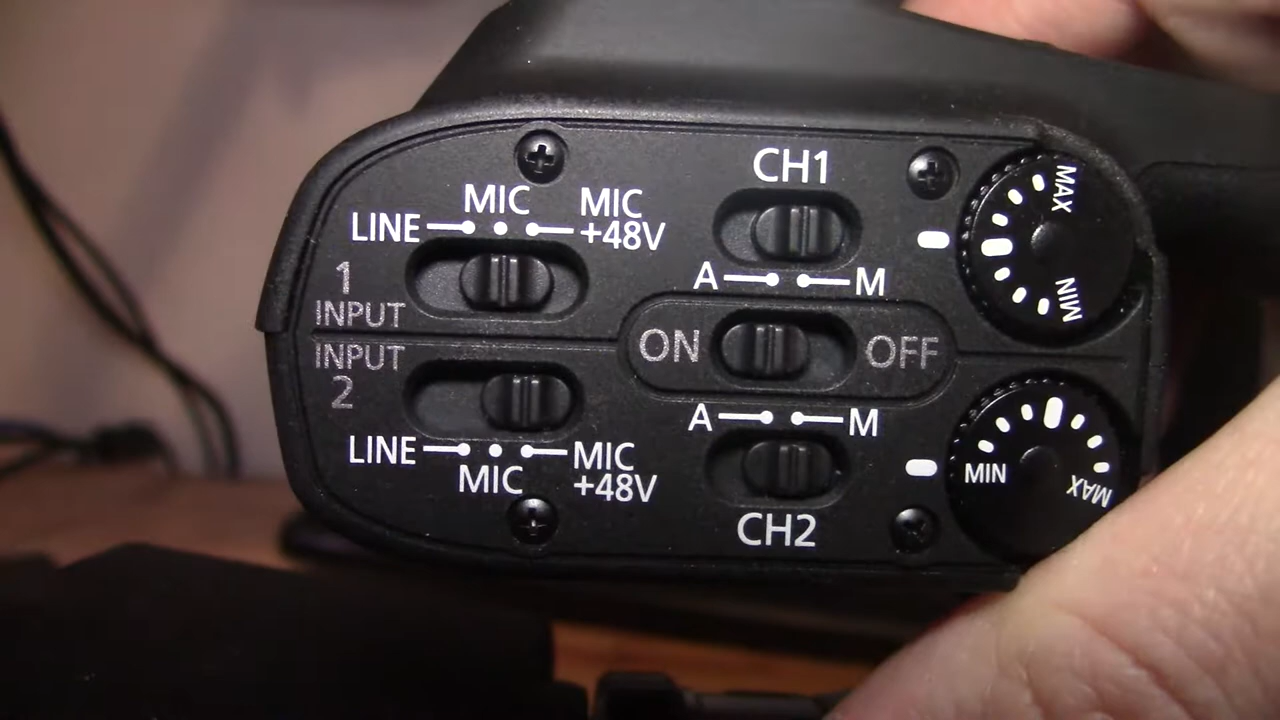 CH1
MAX
MIN
MIC MIC
LINE +48V
A M
1
INPUT
ON OFF
INPUT
2
A M
LINE MIC
MIC +48V
CH2
MIN
MAX